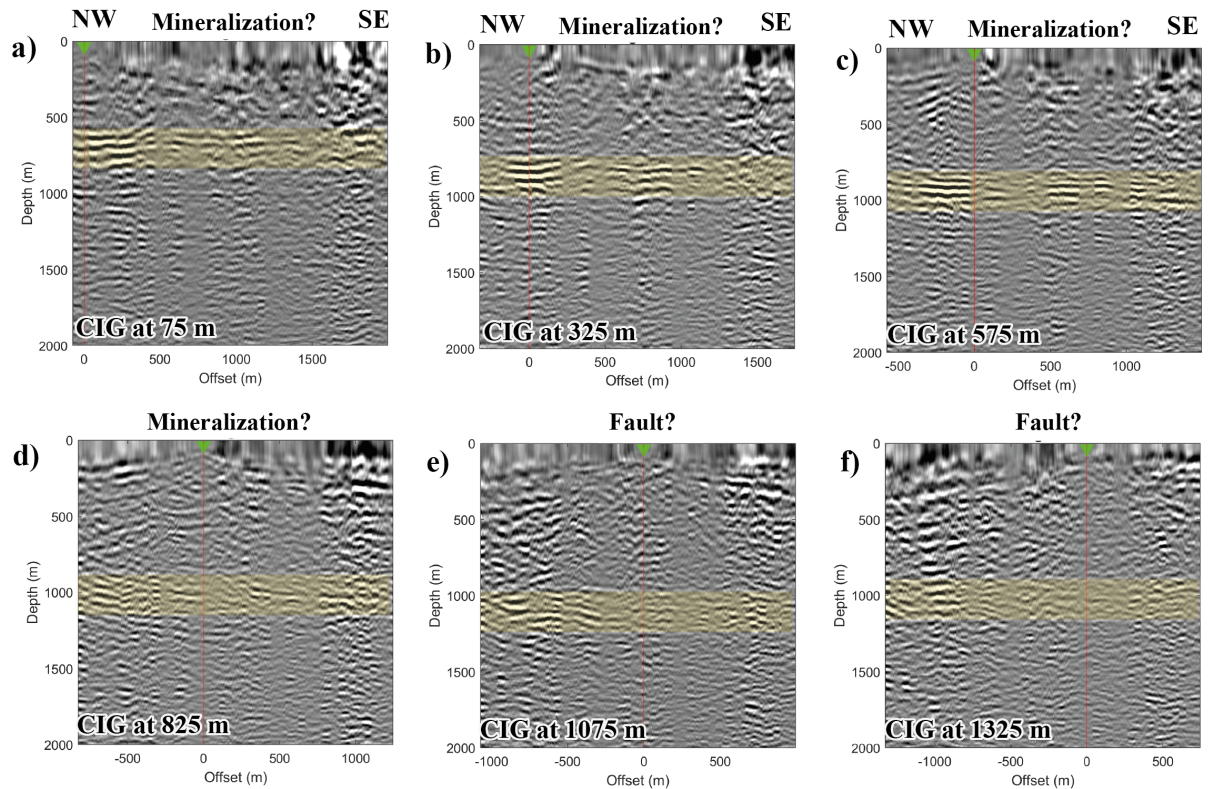 NW Mineralization? SE
a)
0
500
1000
1500
2000
Depth (m)
CIG at 75 m
0 500 1000 1500
Offset (m)
NW Mineralization? SE
b)
0
500
1000
1500
2000
Depth (m)
CIG at 325 m
0 500 1000 1500
Offset (m)
NW Mineralization? SE
c)
0
500
1000
1500
2000
Depth (m)
CIG at 575 m
-500 0 500 1000
Offset (m)
Mineralization?
d)
0
500
1000
1500
2000
Depth (m)
CIG at 825 m
-500 0 500 1000
Offset (m)
Fault?
e)
0
500
1000
1500
2000
Depth (m)
CIG at 1075 m
-1000 -500 0 500
Offset (m)
Fault?
f)
0
500
1000
1500
2000
Depth (m)
CIG at 1325 m
-1000 -500 0 500
Offset (m)